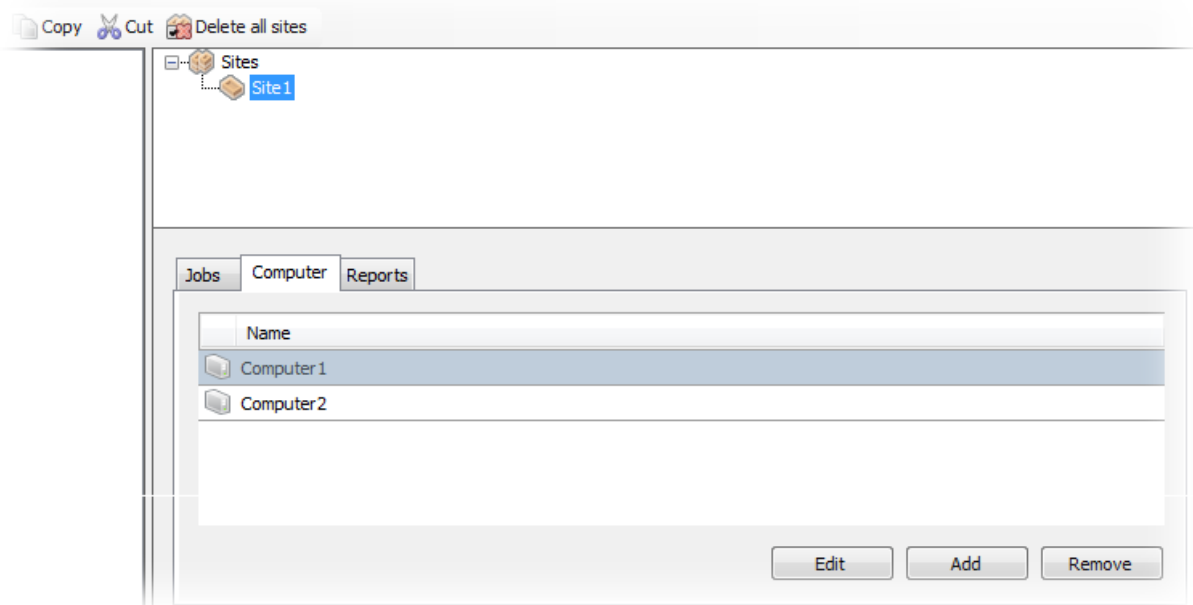 Copy Cut Delete all sites
Sites
Site1
Jobs Computer Reports
Name
Computer1
Computer2
Edit Add Remove